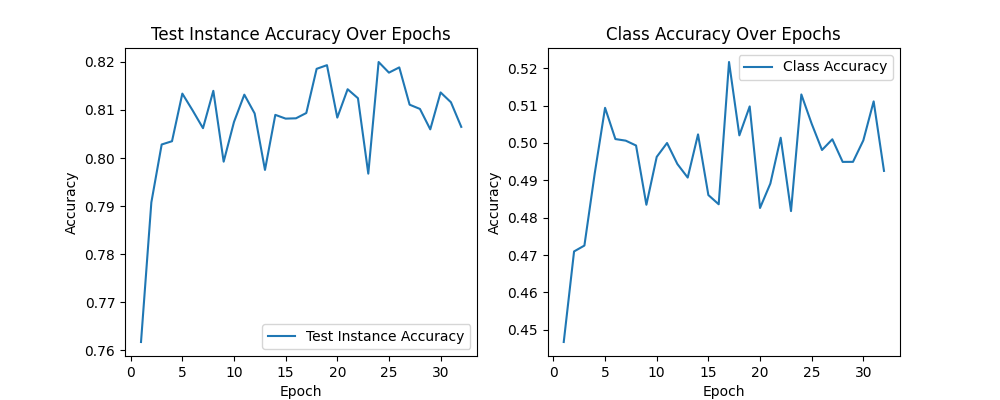 Test Instance Accuracy Over Epochs
0.82
0.81
0.80
0.79
0.78
0.77
0.76
Accuracy
Test Instance Accuracy
0 5 10 15 20 25 30
Epoch
Class Accuracy Over Epochs
Class Accuracy
0.52
0.51
0.50
0.49
0.48
0.47
0.46
0.45
Accuracy
0 5 10 15 20 25 30
Epoch